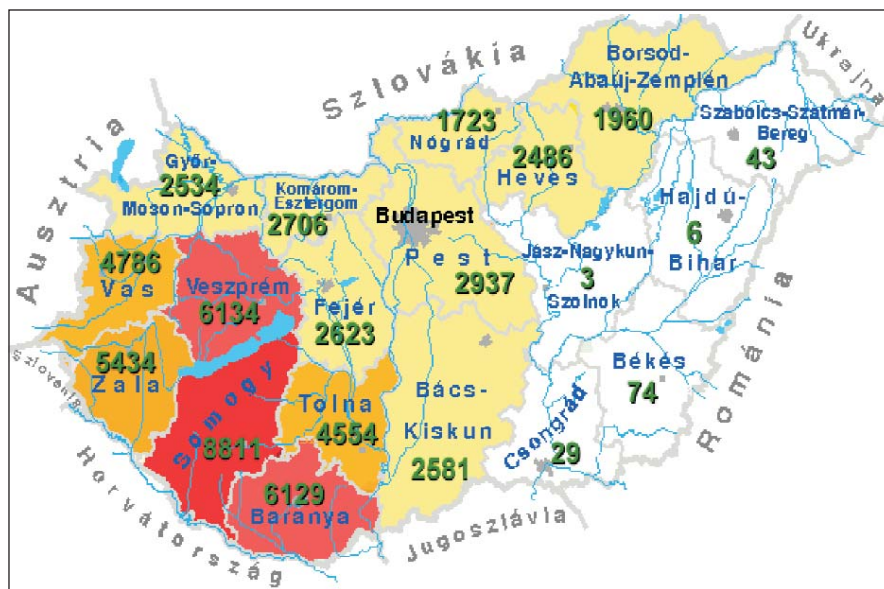 Ausztria
Szlovákia
Ukrajna
Románia
Jugoszlávia
Horvátország
Szlovénia
Borsod-
Abaúj-Zemplén
1960
Szabolcs-Szatmár-
Bereg
43
1723
Nógrád
2486
Heves
Győr-
2534
Moson-Sopron
Komárom-
Esztergom
2706
Budapest
Pest
2937
Hajdú-
6
Bihar
Jász-Nagykun-
3
Szolnok
4786
Vas
Veszprém
6134
Fejér
2623
5434
Zala
Somogy
8811
Tolna
4554
Bács-
Kiskun
2581
Békés
74
Csongrád
29
6129
Baranya